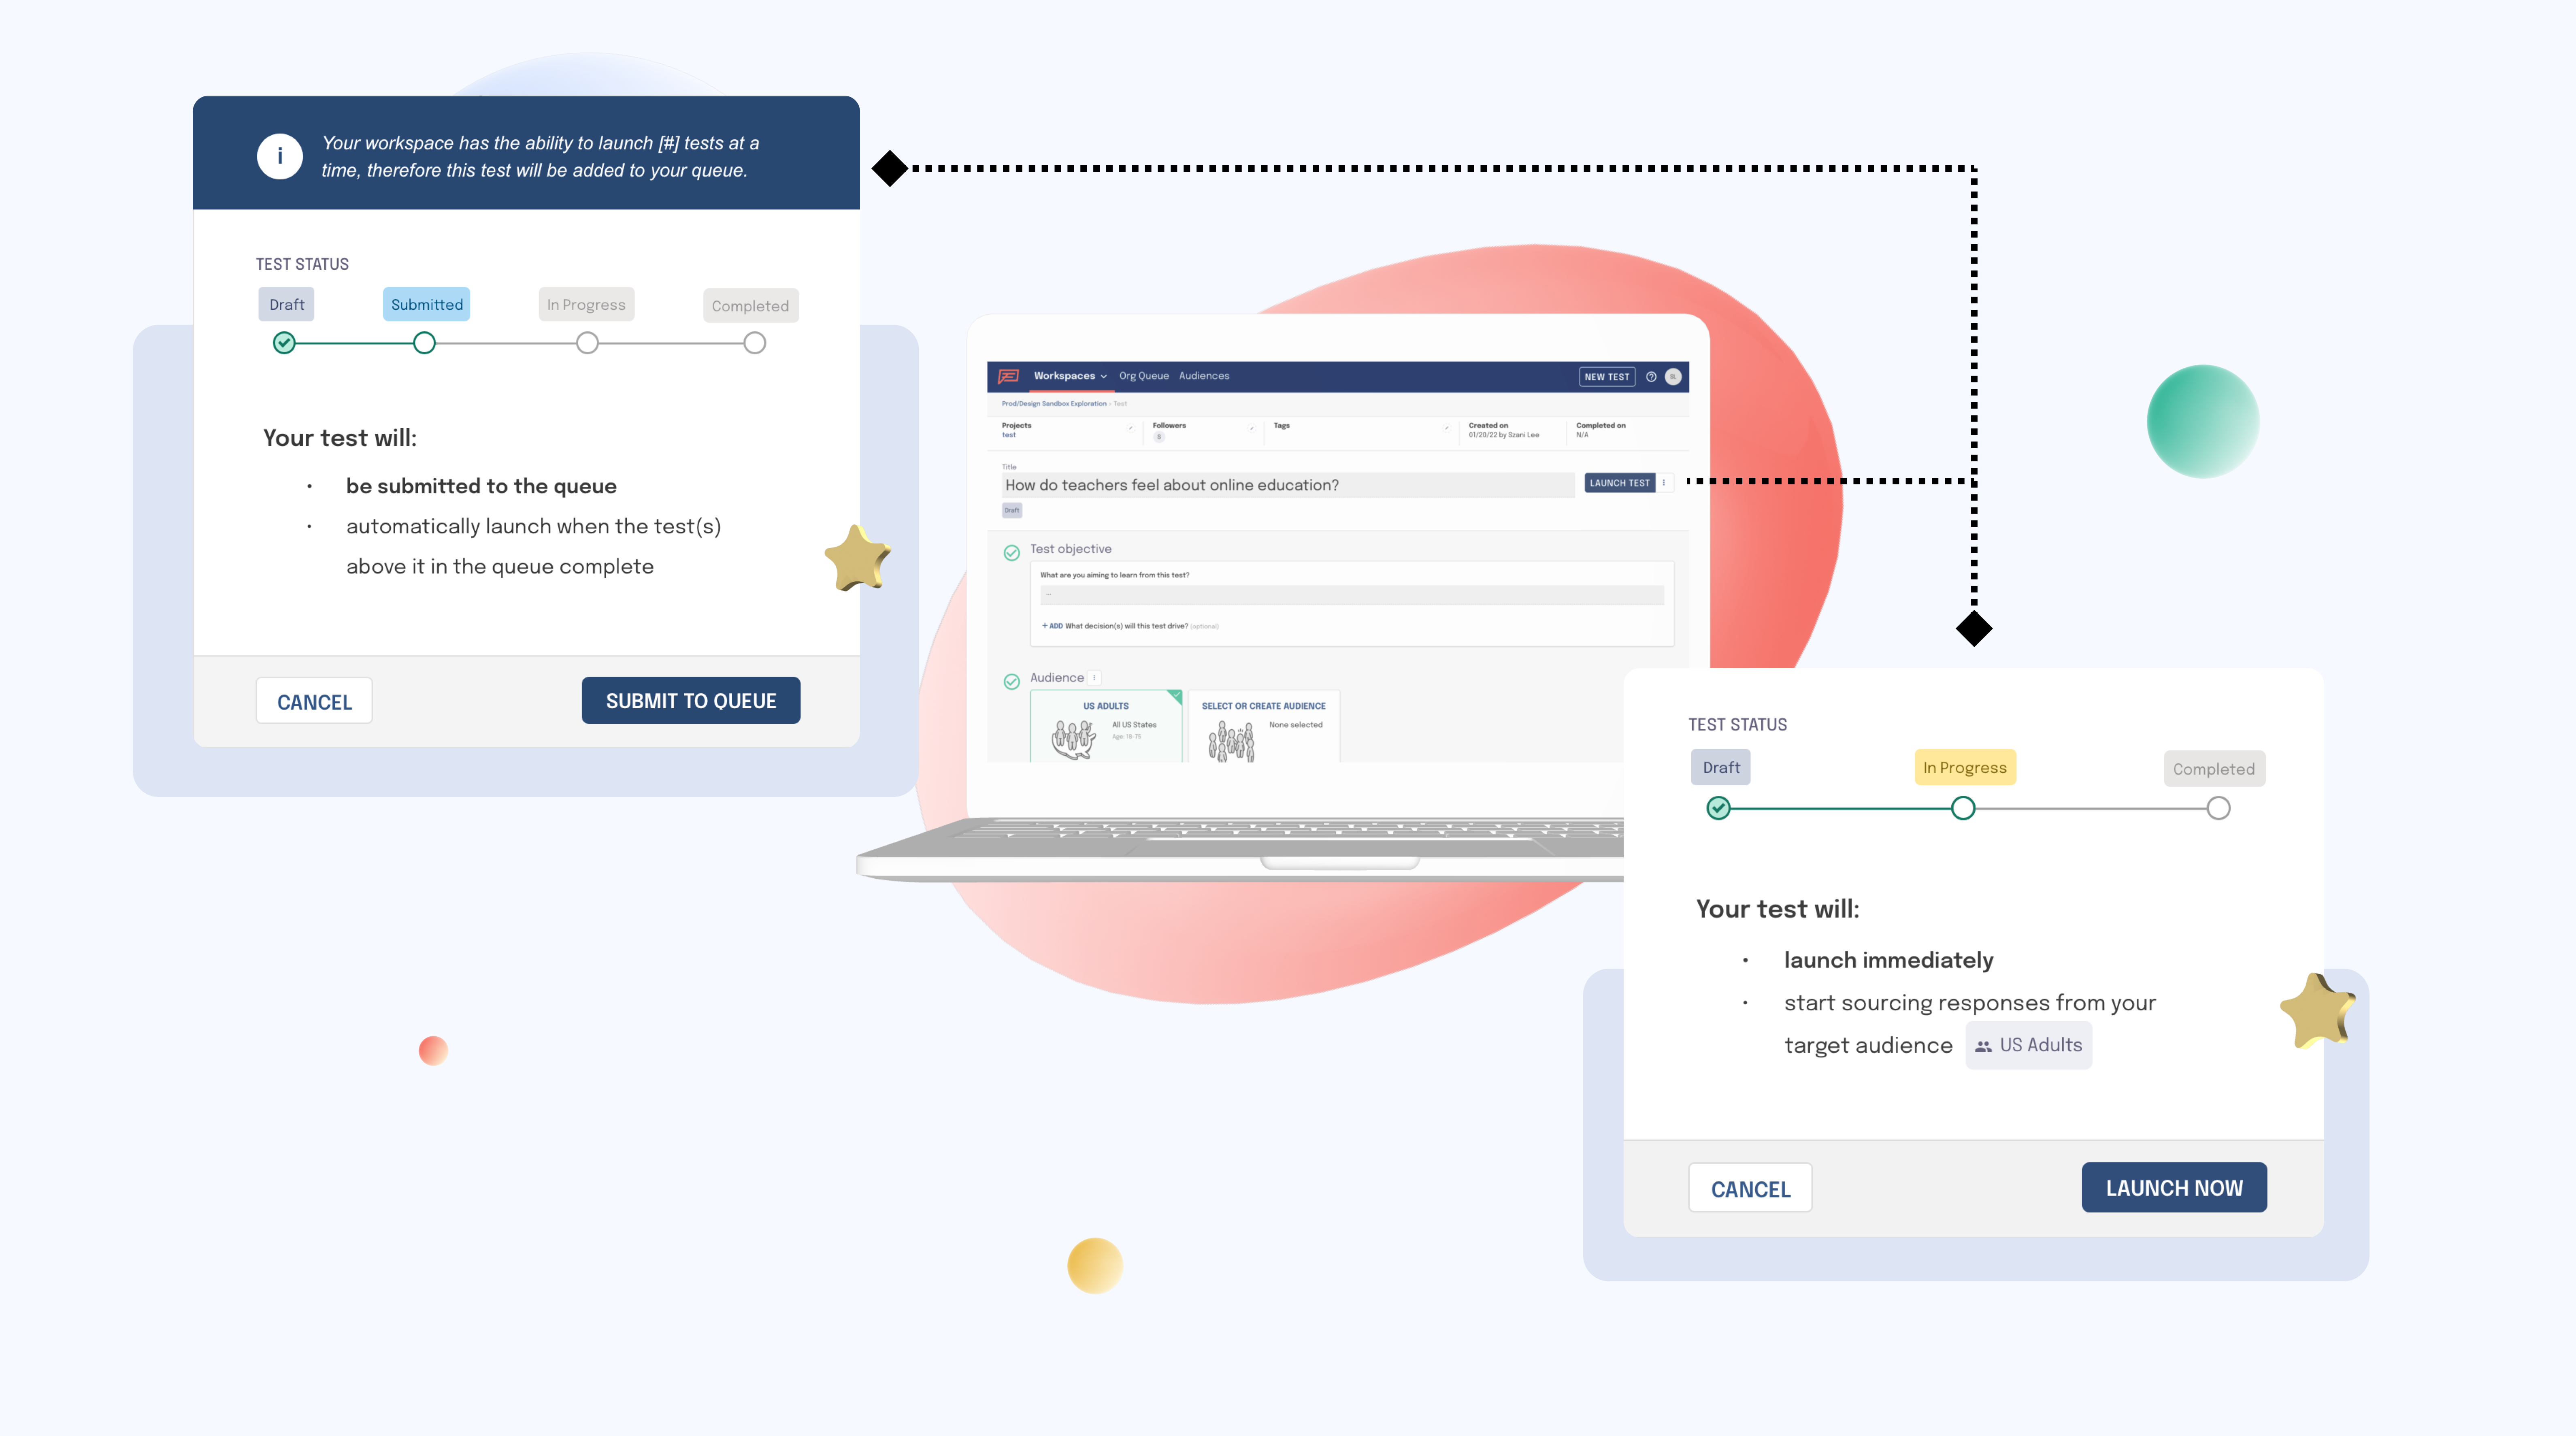 i
Your workspace has the ability to launch [#] tests at a
time, therefore this test will be added to your queue.
TEST STATUS
Draft
Submitted
In Progress
Completed
Your test will:
• be submitted to the queue
• automatically launch when the test(s)
above it in the queue complete
CANCEL
SUBMIT TO QUEUE
Workspaces
Org Queue
Audiences
NEW TEST
SL
Prod/Design Sandbox Exploration
Test
Projects
test
Followers
S
Tags
Created on
01/20/22 by Szani Lee
Completed on
N/A
Title
How do teachers feel about online education?
LAUNCH TEST
Draft
Test objective
What are you aiming to learn from this test?
+ ADD What decision(s) will this test drive? (optional)
Audience
US ADULTS
All US States
Age: 18-75
SELECT OR CREATE AUDIENCE
None selected
TEST STATUS
Draft
In Progress
Completed
Your test will:
• launch immediately
• start sourcing responses from your
target audience US Adults
CANCEL
LAUNCH NOW